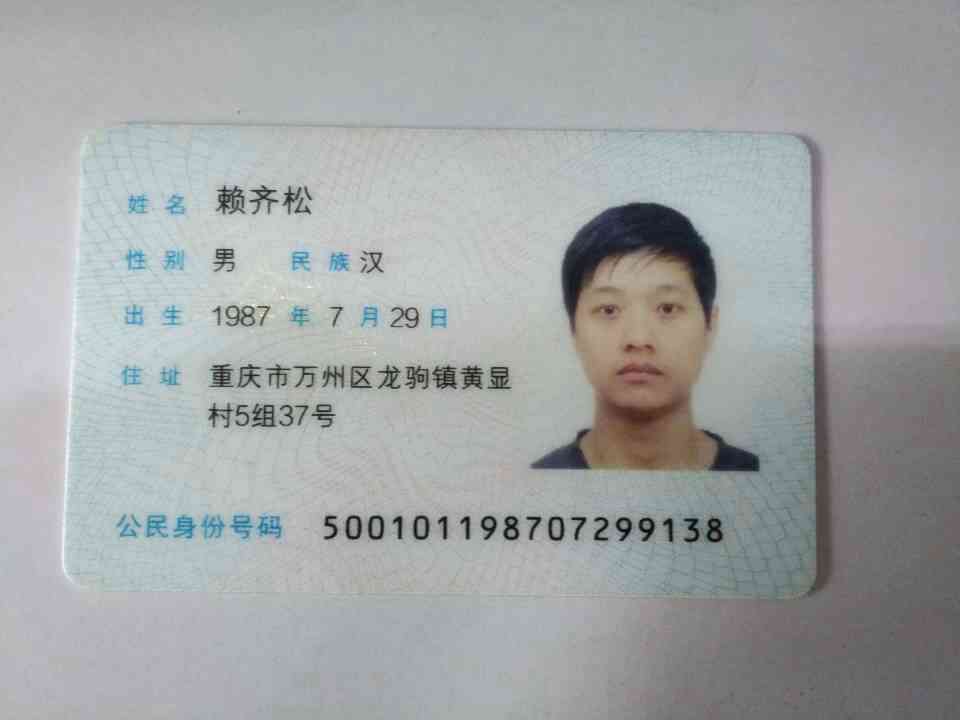 姓名 赖齐松
性别 男 民族 汉
出生 1987 年 7 月 29 日
住址 重庆市万州区龙驹镇黄显
村5组37号
公民身份号码 500101198707299138